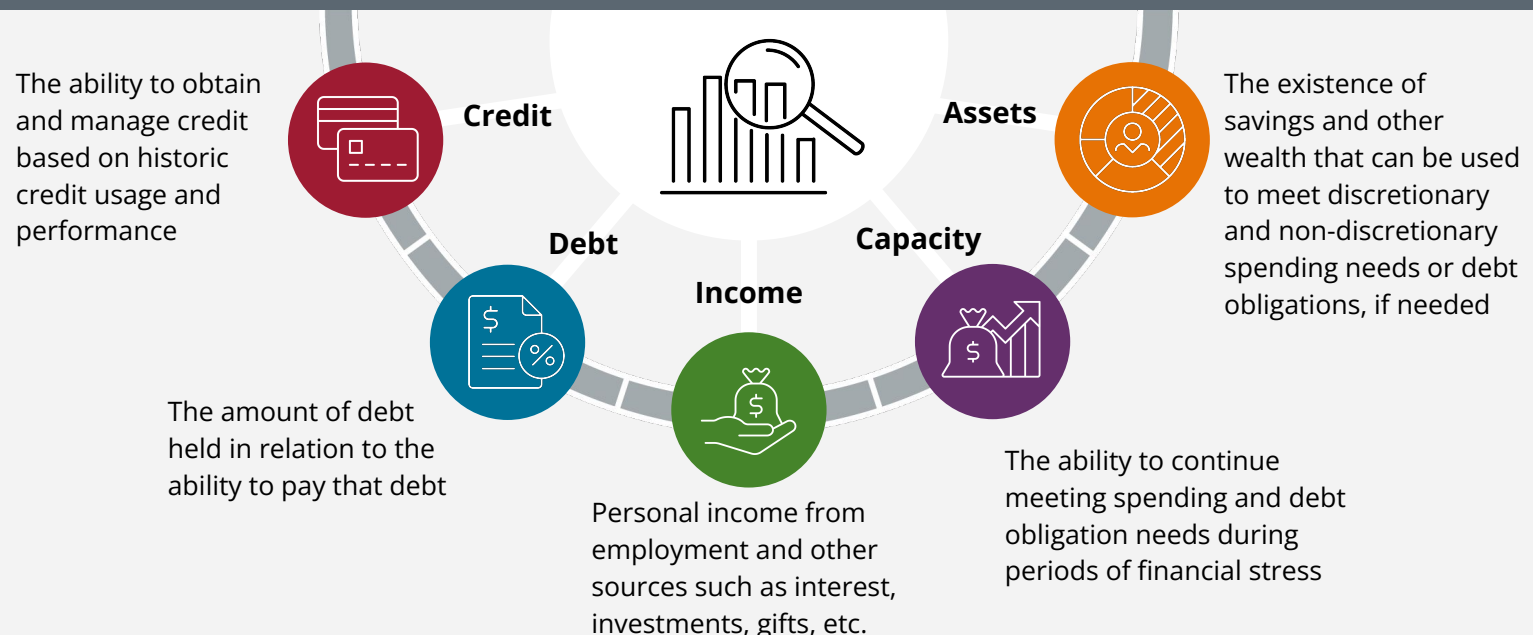 Credit
The ability to obtain
and manage credit
based on historic
credit usage and
performance
Debt
The amount of debt
held in relation to the
ability to pay that debt
$
%
Income
$
Personal income from
employment and other
sources such as interest,
investments, gifts, etc.
Capacity
$
The ability to continue
meeting spending and debt
obligation needs during
periods of financial stress
Assets
The existence of
savings and other
wealth that can be used
to meet discretionary
and non-discretionary
spending needs or debt
obligations, if needed